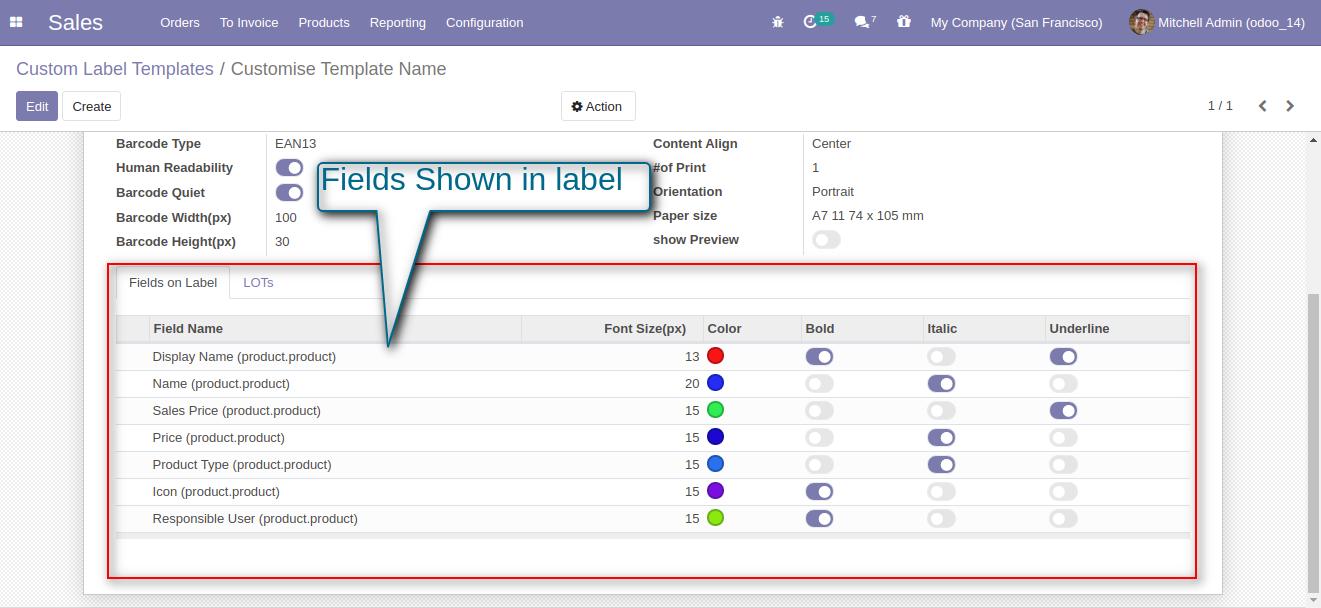 Sales Orders To Invoice Products Reporting Configuration 15 7 My Company (San Francisco) Mitchell Admin (odoo_14)
Custom Label Templates / Customise Template Name
Edit Create Action 1 / 1
Barcode Type EAN13 Content Align Center
Human Readability #of Print 1
Fields Shown in label
Barcode Quiet Orientation Portrait
Barcode Width(px) 100 Paper size A7 11 74 x 105 mm
Barcode Height(px) 30 show Preview
Fields on Label LOTs
Field Name Font Size(px) Color Bold Italic Underline
Display Name (product.product) 13
Name (product.product) 20
Sales Price (product.product) 15
Price (product.product) 15
Product Type (product.product) 15
Icon (product.product) 15
Responsible User (product.product) 15